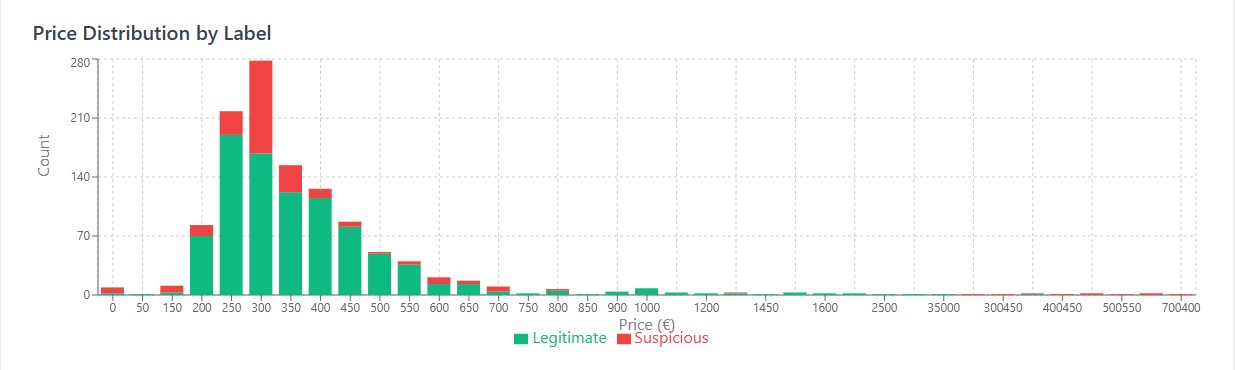 Price Distribution by Label
280
210
140
70
0
Count
0 50 150 200 250 300 350 400 450 500 550 600 650 700 750 800 850 900 1000 1200 1450 1600 2500 35000 300450 400450 500550 700400
Price (€)
Legitimate Suspicious